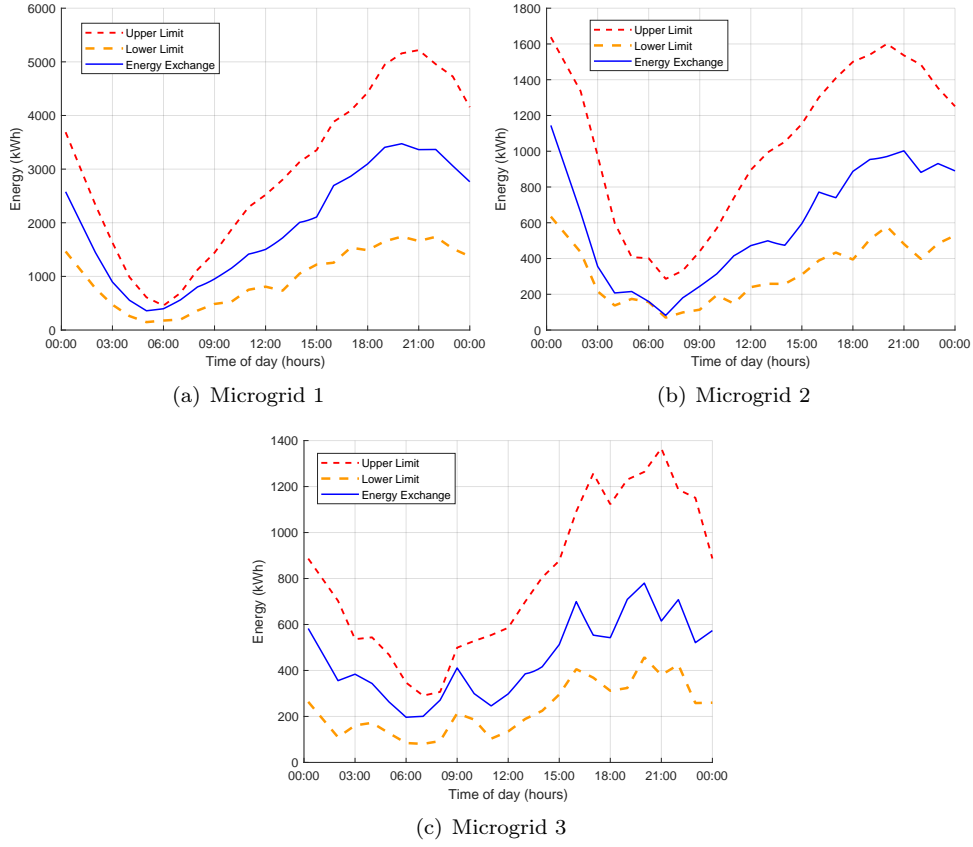 6000
5000
4000
3000
2000
1000
0
Energy (kWh)
Upper Limit
Lower Limit
Energy Exchange
00:00 03:00 06:00 09:00 12:00 15:00 18:00 21:00 00:00
Time of day (hours)
(a) Microgrid 1
1800
1600
1400
1200
1000
800
600
400
200
0
Energy (kWh)
Upper Limit
Lower Limit
Energy Exchange
00:00 03:00 06:00 09:00 12:00 15:00 18:00 21:00 00:00
Time of day (hours)
(b) Microgrid 2
1400
1200
1000
800
600
400
200
0
Energy (kWh)
Upper Limit
Lower Limit
Energy Exchange
00:00 03:00 06:00 09:00 12:00 15:00 18:00 21:00 00:00
Time of day (hours)
(c) Microgrid 3